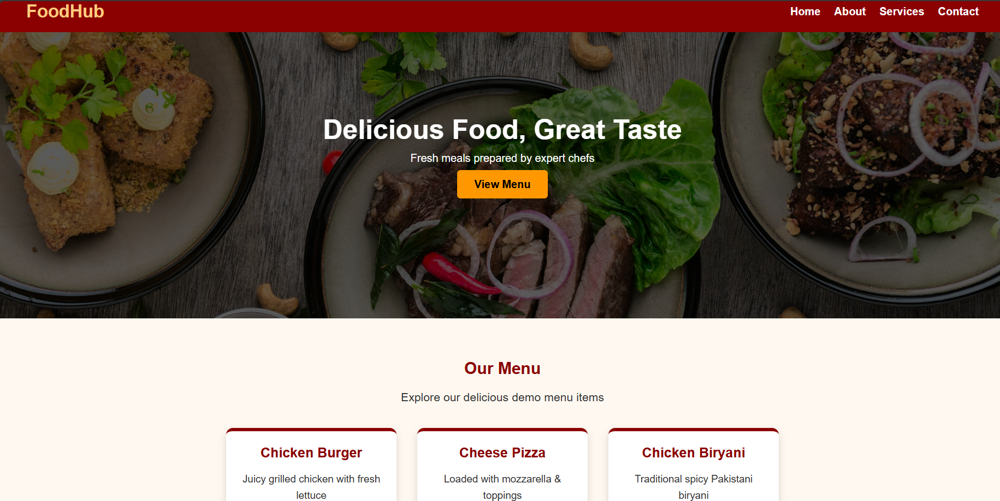 FoodHub
Home About Services Contact
Delicious Food, Great Taste
Fresh meals prepared by expert chefs
View Menu
Our Menu
Explore our delicious demo menu items
Chicken Burger
Juicy grilled chicken with fresh
lettuce
Cheese Pizza
Loaded with mozzarella &
toppings
Chicken Biryani
Traditional spicy Pakistani
biryani